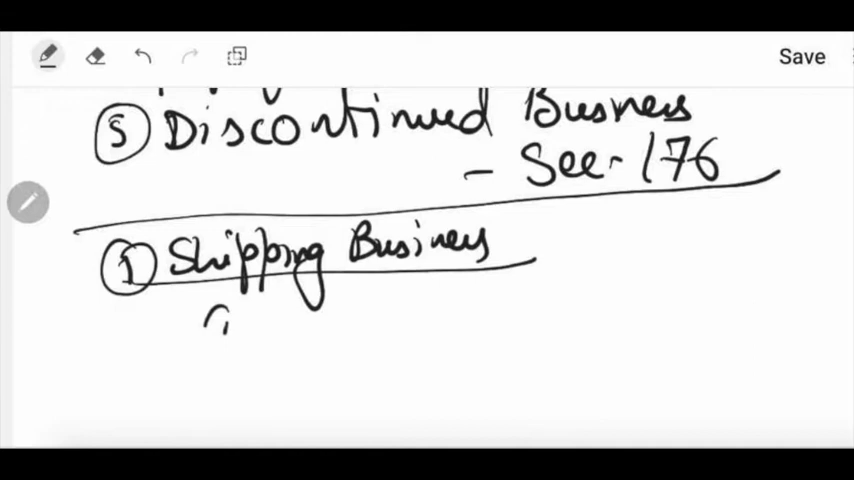 Save
⑤ Discontinued Business
- Sec-176
① Shipping Business